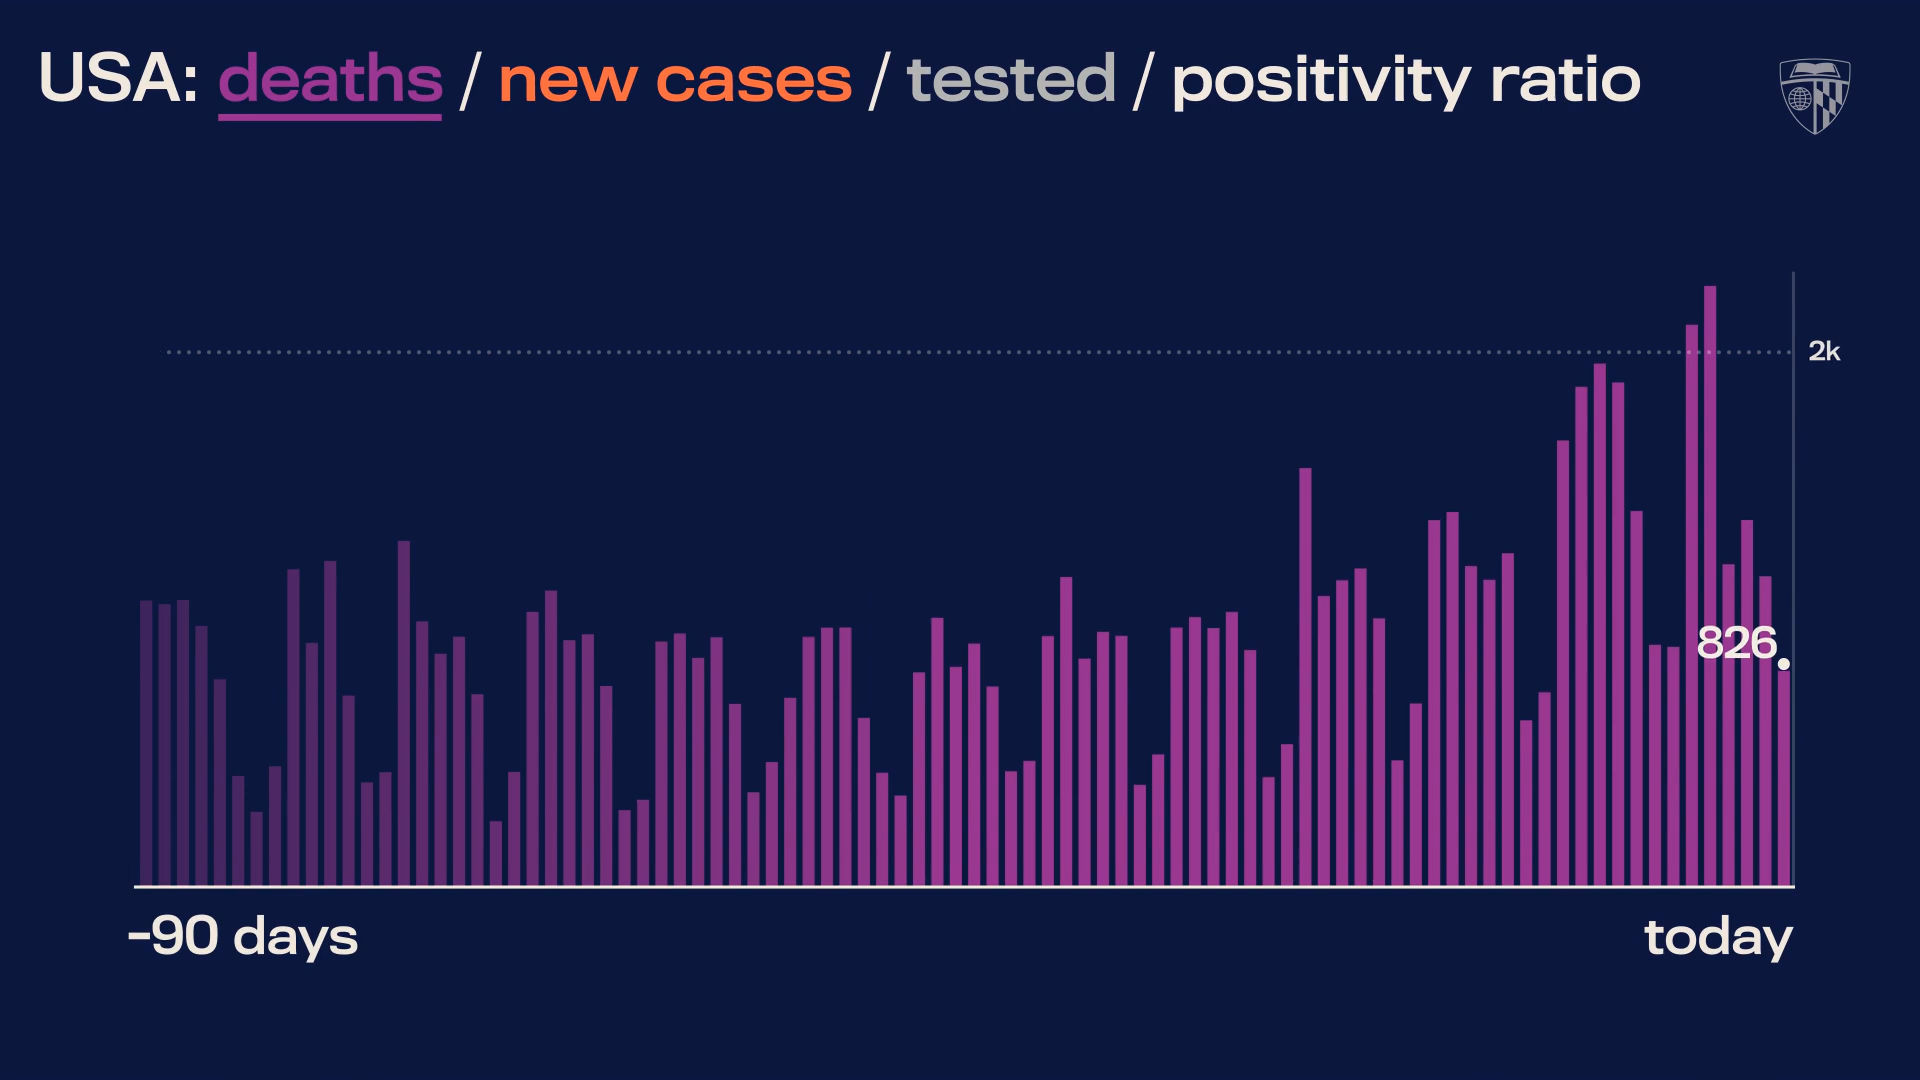 USA: deaths / new cases / tested / positivity ratio
2k
826
-90 days
today